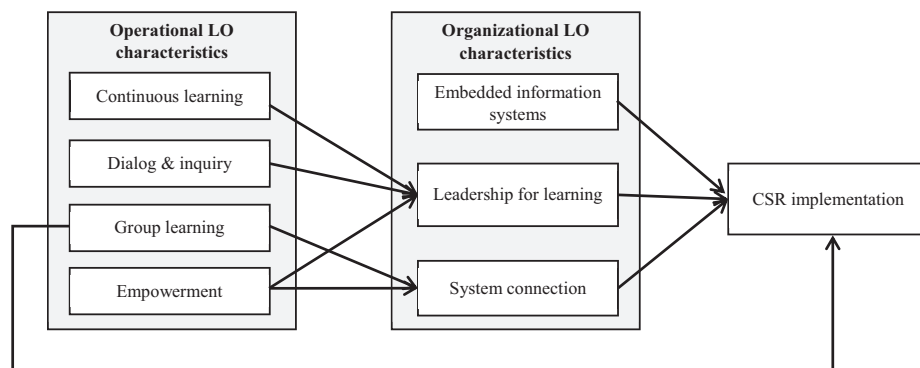 Operational LO
characteristics
Continuous learning
Dialog & inquiry
Group learning
Empowerment
Organizational LO
characteristics
Embedded information
systems
Leadership for learning
System connection
CSR implementation